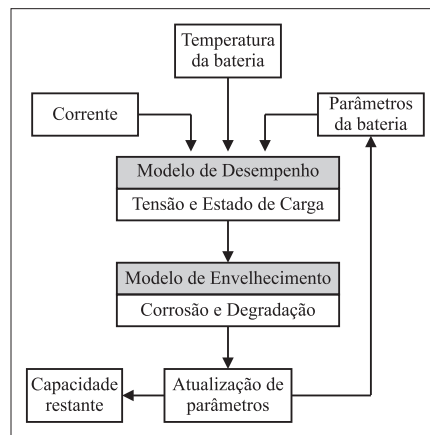 Temperatura
da bateria
Corrente
Parâmetros
da bateria
Modelo de Desempenho
Tensão e Estado de Carga
Modelo de Envelhecimento
Corrosão e Degradação
Capacidade
restante
Atualização de
parâmetros